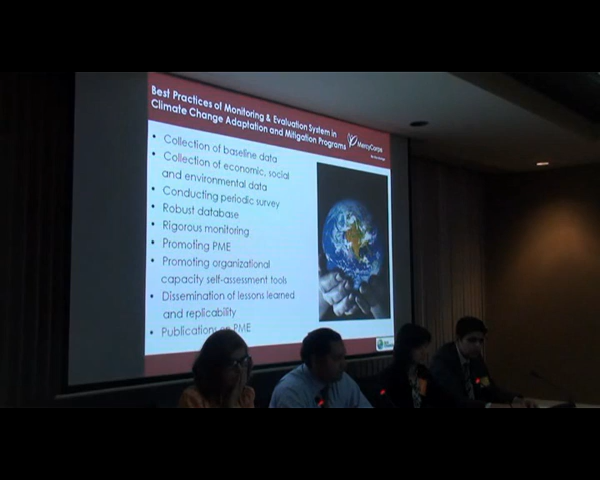 Best Practices of Monitoring & Evaluation System in
Climate Change Adaptation and Mitigation Programs
MercyCorps
• Collection of baseline data
• Collection of economic, social
and environmental data
• Conducting periodic survey
• Robust database
• Rigorous monitoring
• Promoting PME
• Promoting organizational
capacity self-assessment tools
• Dissemination of lessons learned
and replicability
• Publications on PME